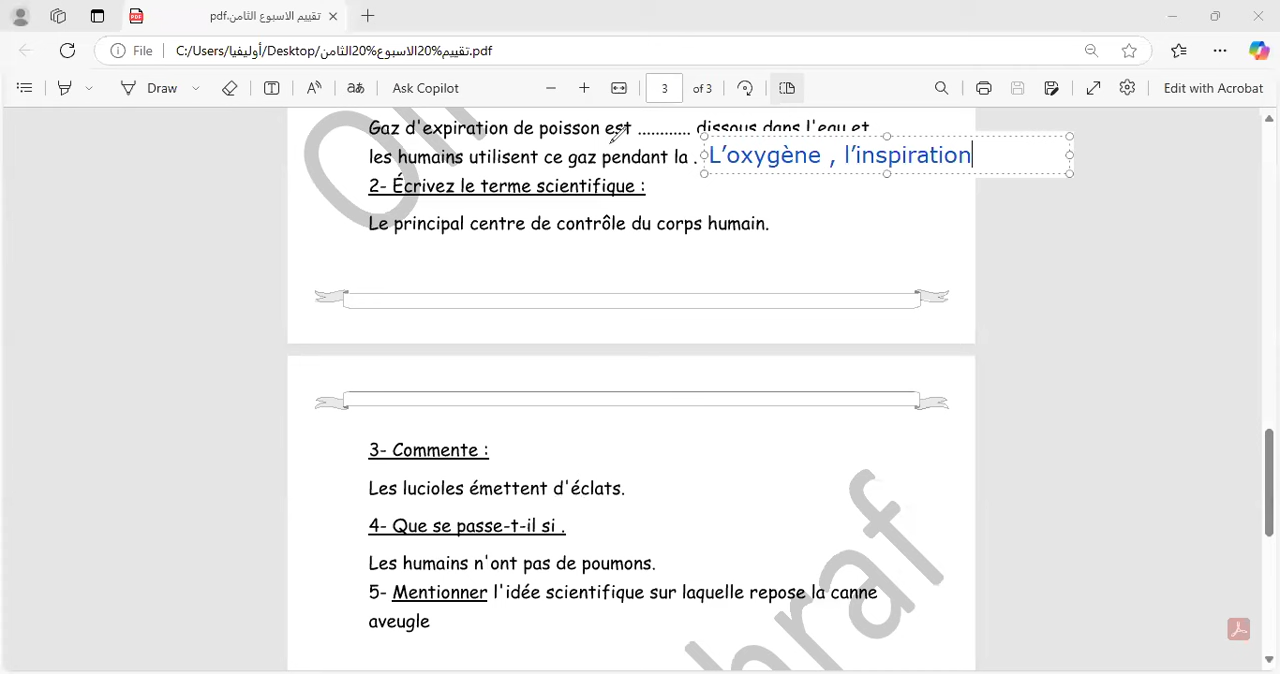 تقييم الاسبوع الثامن.pdf
File
C:/Users/أوليفيا/Desktop/تقييم%20الاسبوع%20الثامن.pdf
Draw
aあ
Ask Copilot
3
of 3
Edit with Acrobat
Gaz d'expiration de poisson est ............ dissous dans l'eau et
les humains utilisent ce gaz pendant la .
L’oxygène , l’inspiration
2- Écrivez le terme scientifique :
Le principal centre de contrôle du corps humain.
3- Commente :
Les lucioles émettent d'éclats.
4- Que se passe-t-il si .
Les humains n'ont pas de poumons.
5- Mentionner l'idée scientifique sur laquelle repose la canne
aveugle